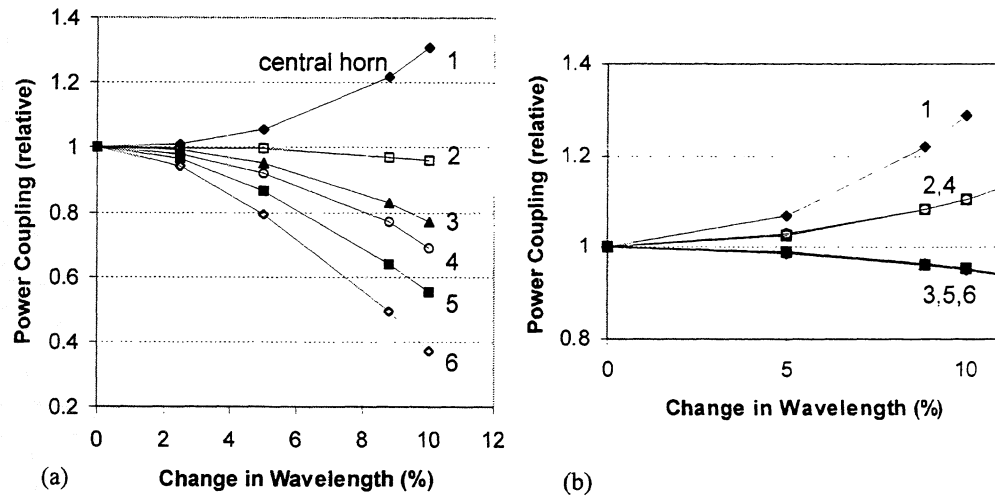 1.4
1.2
1
0.8
0.6
0.4
0.2
Power Coupling (relative)
central horn
1
2
3
4
5
6
0 2 4 6 8 10 12
Change in Wavelength (%)
(a)
1.4
1.2
1
0.8
Power Coupling (relative)
1
2,4
3,5,6
0 5 10
Change in Wavelength (%)
(b)